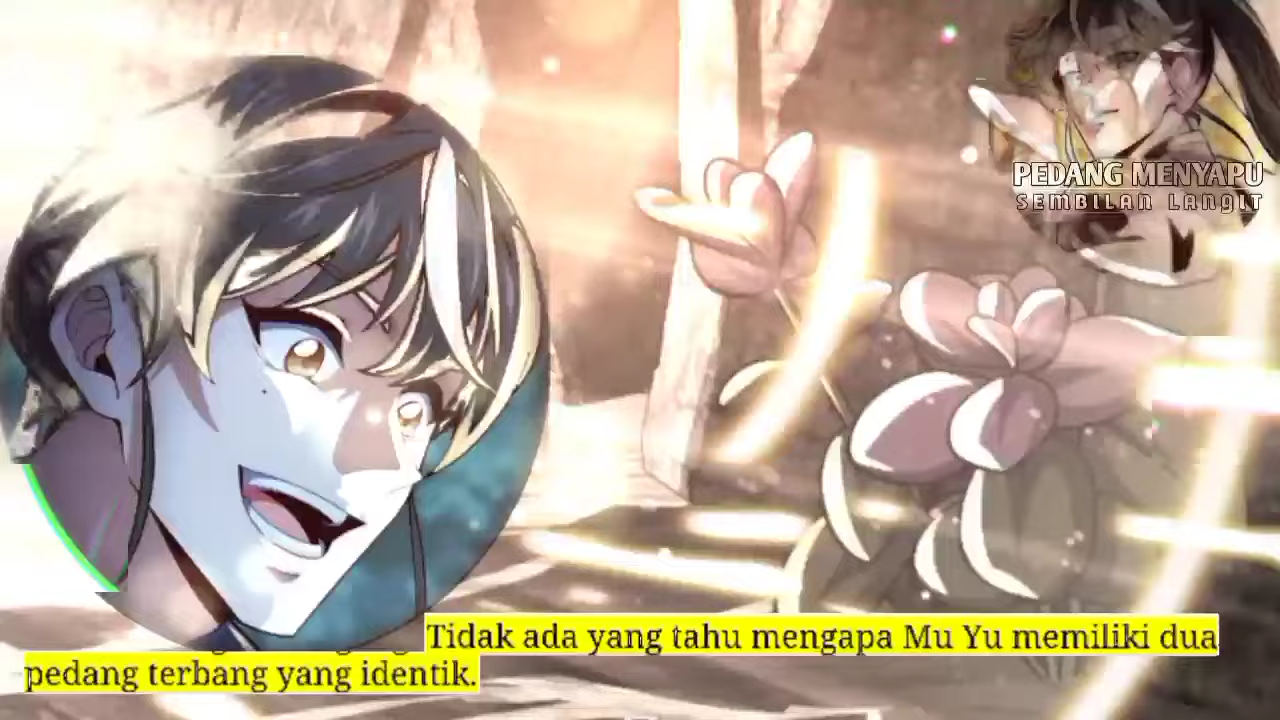 PEDANG MENYAPU
SEMBILAN LANGIT
Tidak ada yang tahu mengapa Mu Yu memiliki dua
pedang terbang yang identik.